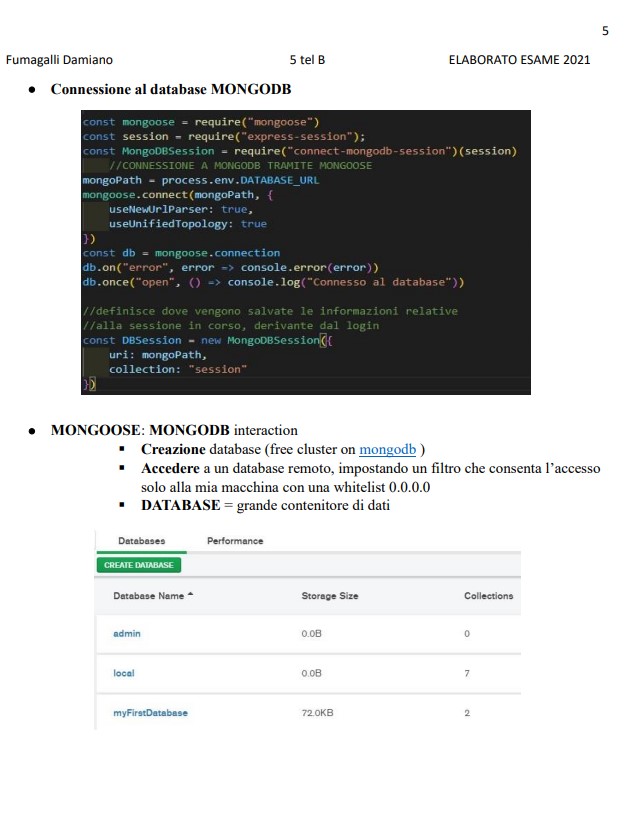 5
Fumagalli Damiano 5 tel B ELABORATO ESAME 2021
● Connessione al database MONGODB
const mongoose = require("mongoose")
const session = require("express-session");
const MongoDBSession = require("connect-mongodb-session")(session)
//CONNESSIONE A MONGODB TRAMITE MONGOOSE
mongoPath = process.env.DATABASE_URL
mongoose.connect(mongoPath, {
useNewUrlParser: true,
useUnifiedTopology: true
})
const db = mongoose.connection
db.on("error", error => console.error(error))
db.once("open", () => console.log("Connesso al database"))
//definisce dove vengono salvate le informazioni relative
//alla sessione in corso, derivante dal login
const DBSession = new MongoDBSession({
uri: mongoPath,
collection: "session"
})
● MONGOOSE: MONGODB interaction
▪ Creazione database (free cluster on mongodb )
▪ Accedere a un database remoto, impostando un filtro che consenta l’accesso
solo alla mia macchina con una whitelist 0.0.0.0
▪ DATABASE = grande contenitore di dati
Databases Performance
CREATE DATABASE
Database Name Storage Size Collections
admin 0.0B 0
local 0.0B 7
myFirstDatabase 72.0KB 2